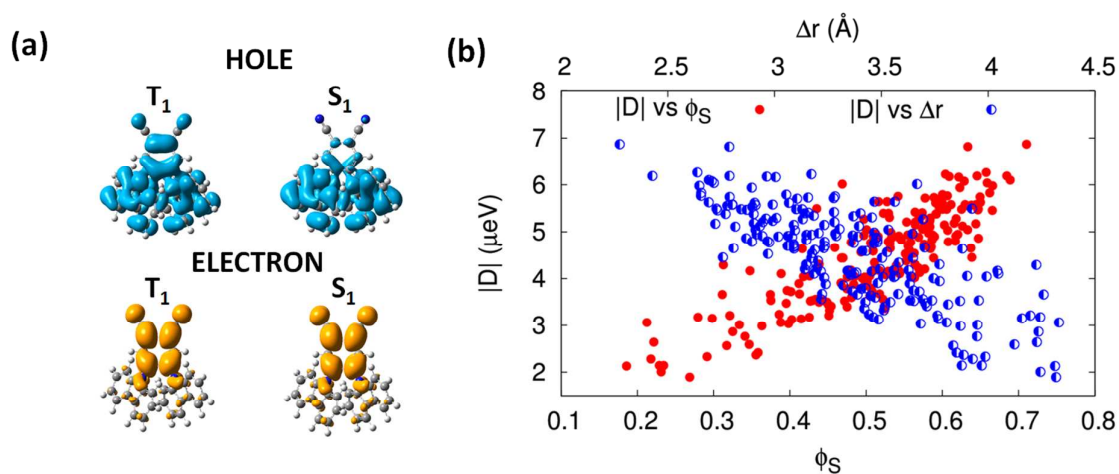 (a)
HOLE
T₁
S₁
ELECTRON
T₁
S₁
(b)
Δr (Å)
2 2.5 3 3.5 4 4.5
|D| vs ϕS |D| vs Δr
8
7
6
5
4
3
2
|D| (μeV)
0.1 0.2 0.3 0.4 0.5 0.6 0.7 0.8
ϕS